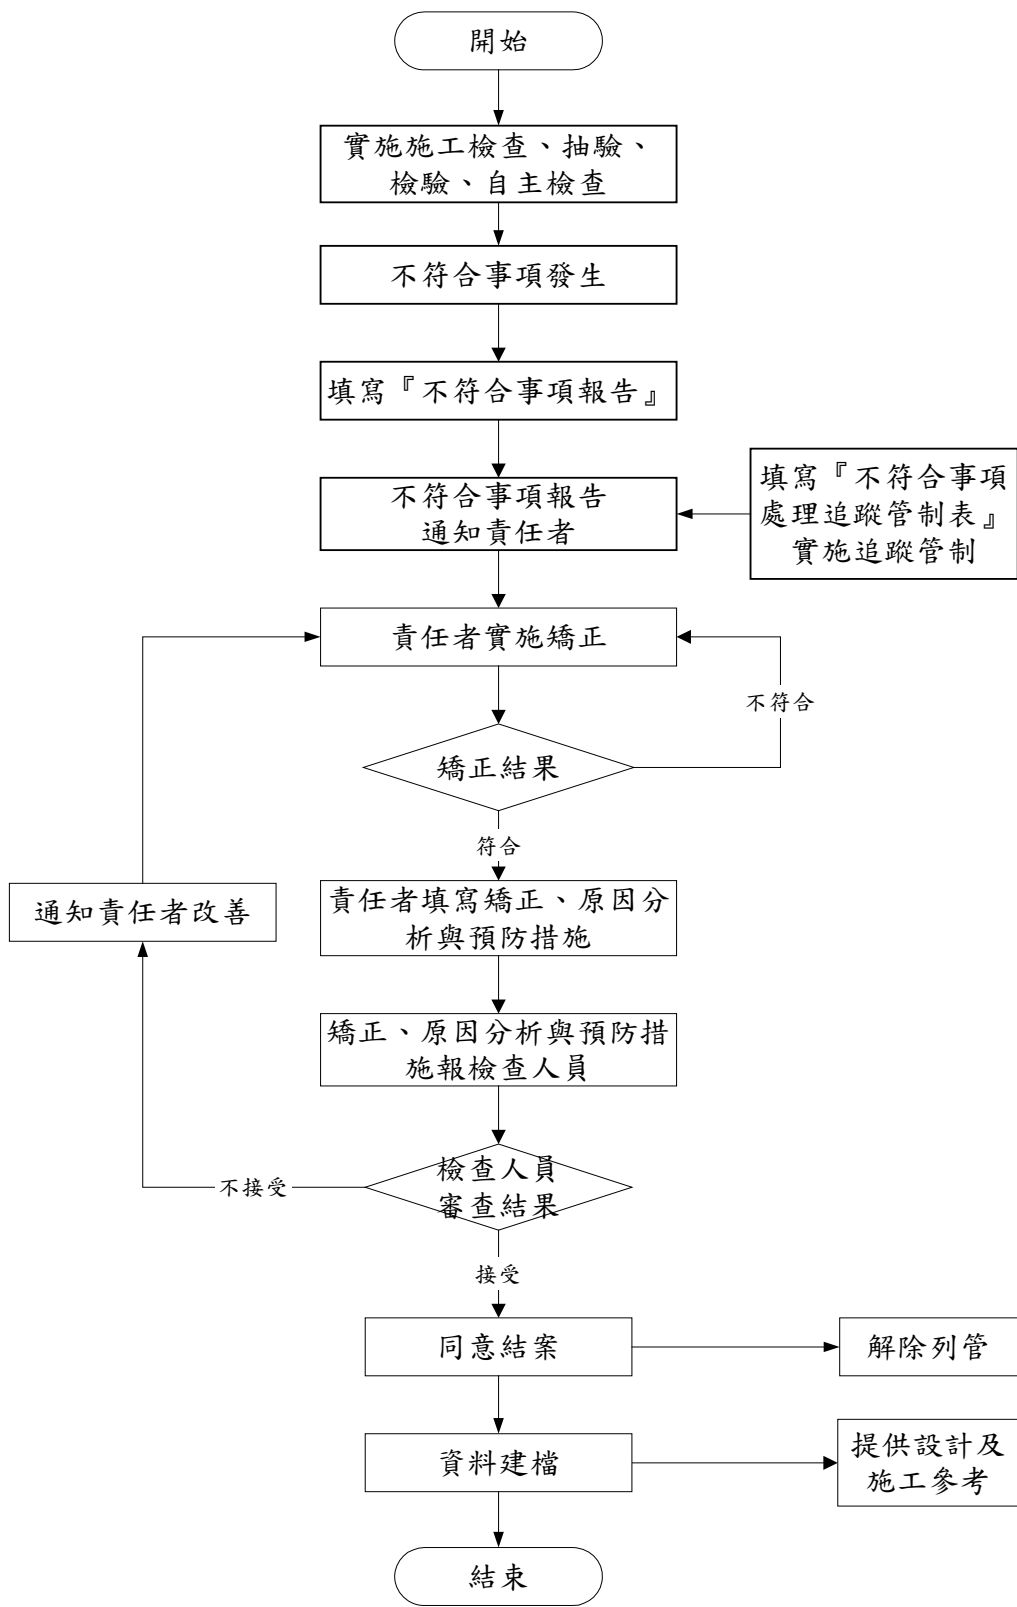 開始
實施施工檢查、抽驗、
檢驗、自主檢查
不符合事項發生
填寫『不符合事項報告』
不符合事項報告
通知責任者
填寫『不符合事項
處理追蹤管制表』
實施追蹤管制
責任者實施矯正
不符合
矯正結果
符合
責任者填寫矯正、原因分
析與預防措施
通知責任者改善
矯正、原因分析與預防措
施報檢查人員
檢查人員
審查結果
不接受
接受
同意結案
解除列管
資料建檔
提供設計及
施工參考
結束